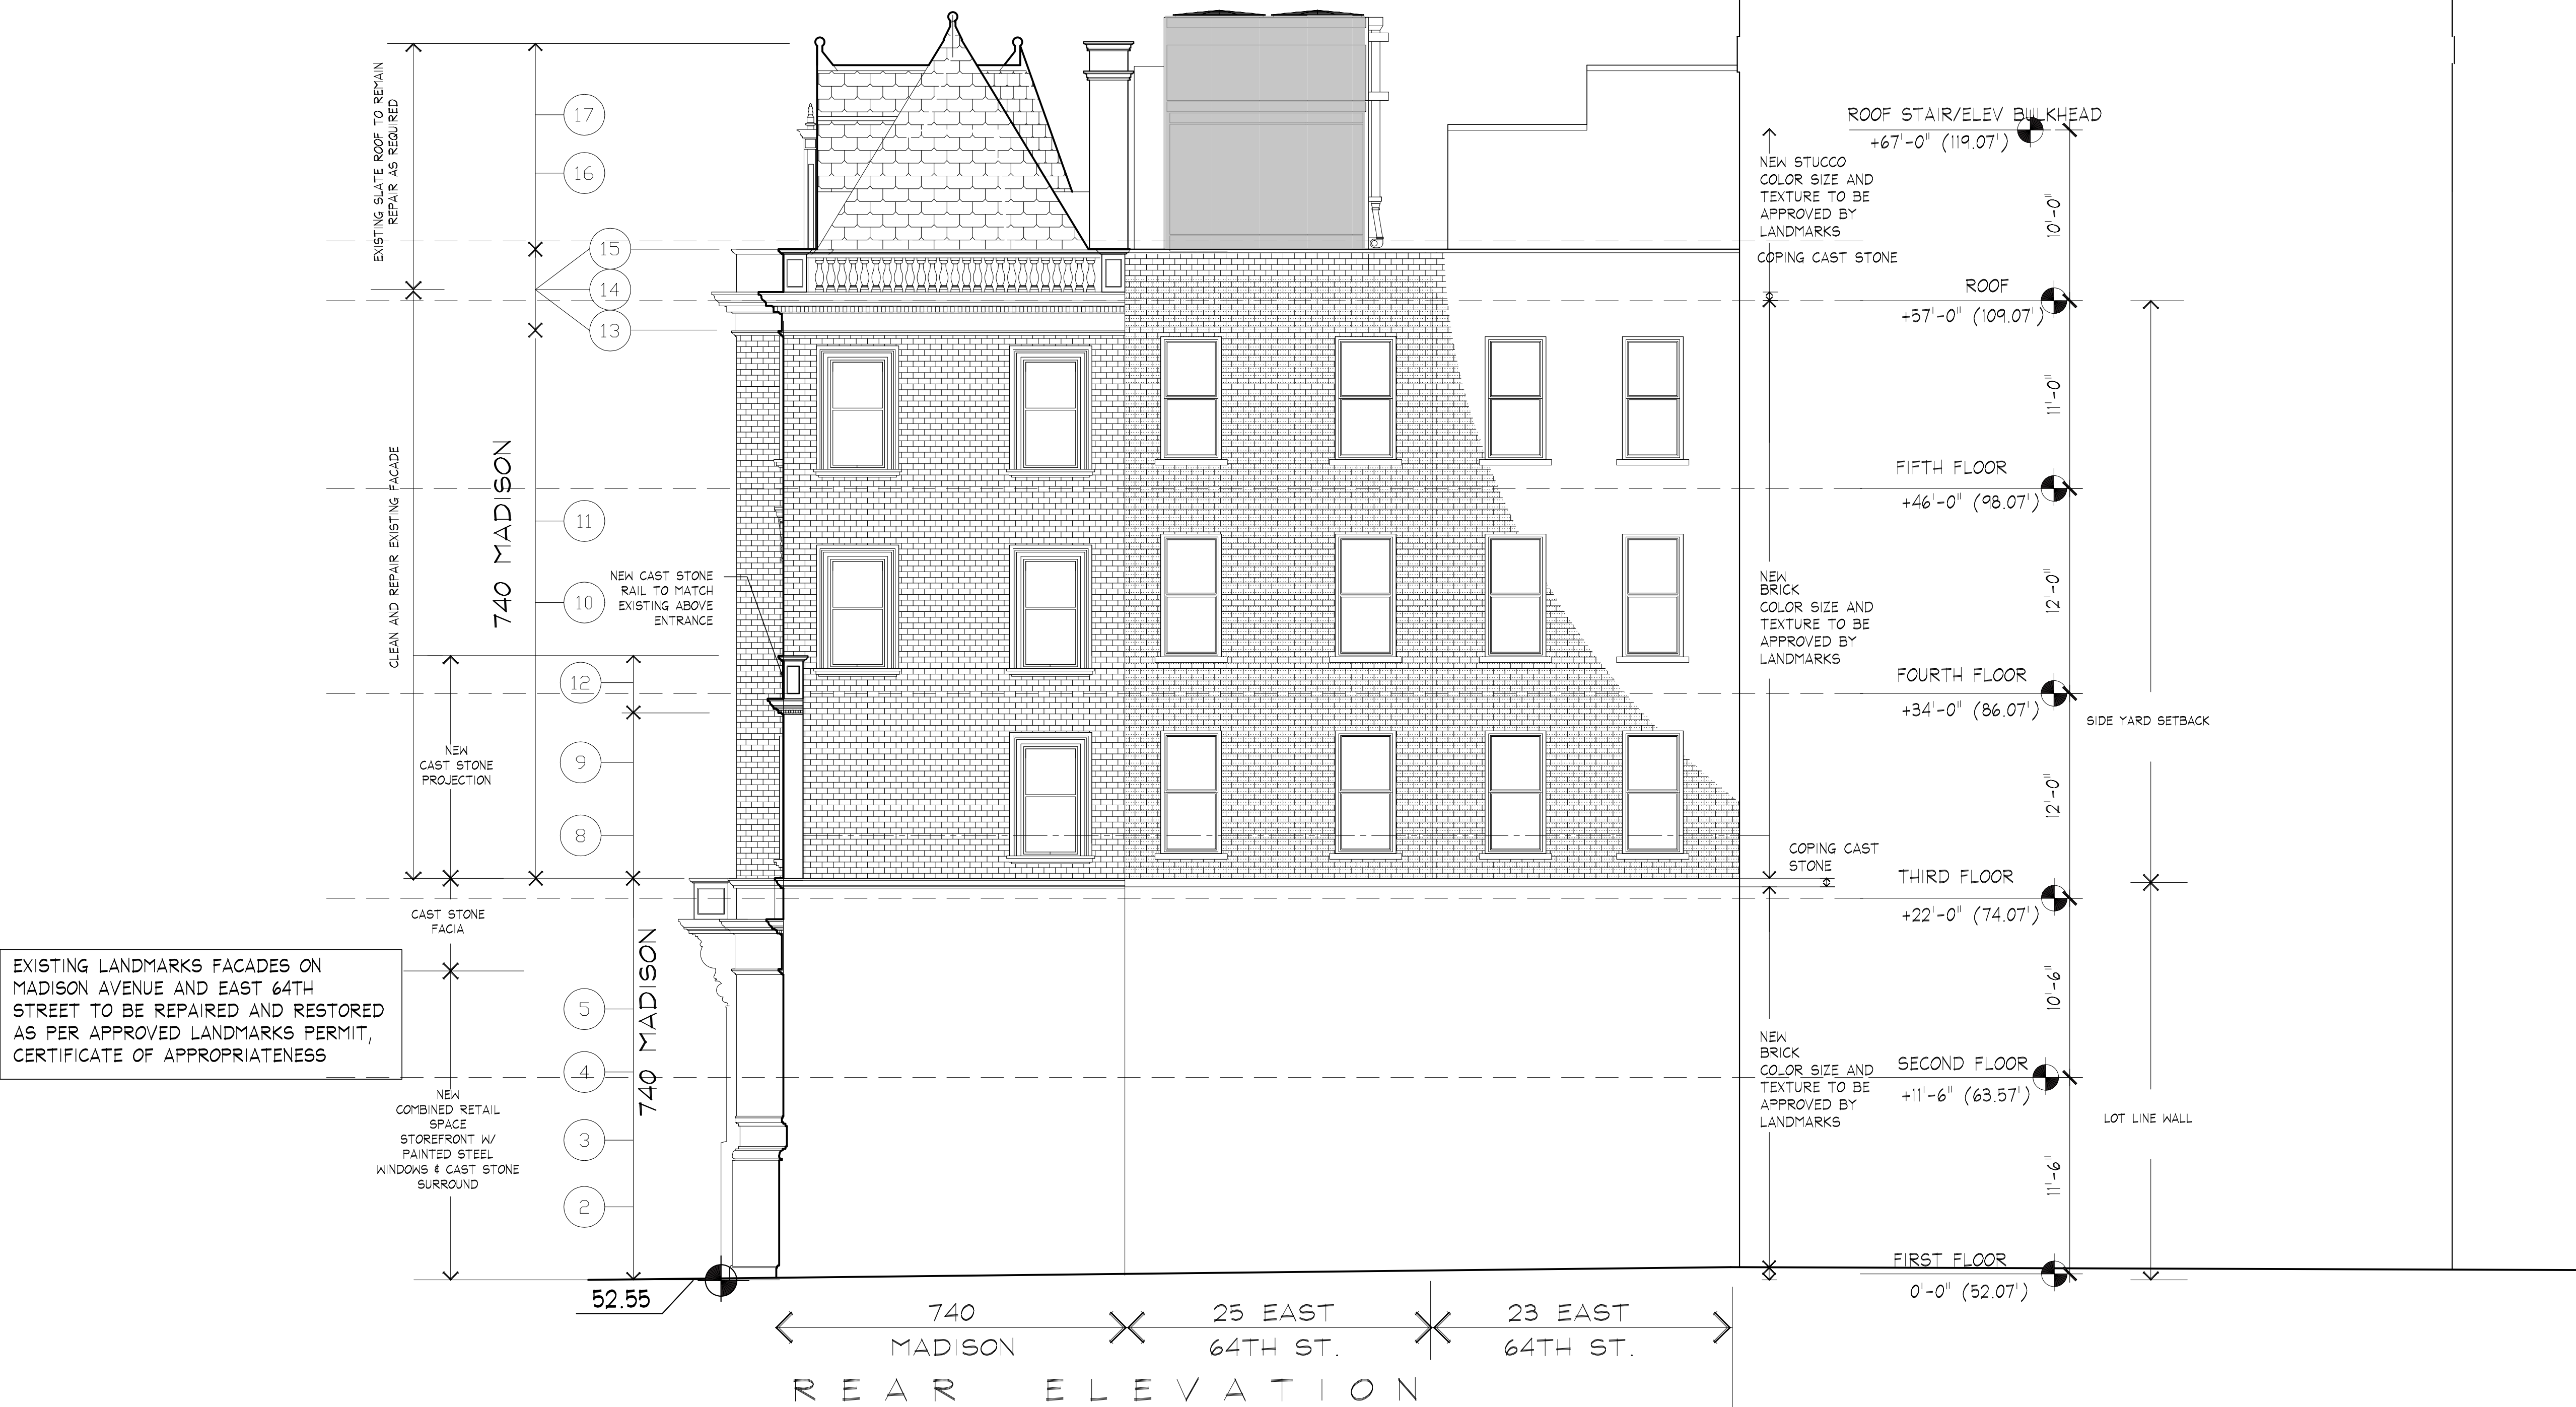 EXISTING SLATE ROOF TO REMAIN
REPAIR AS REQUIRED
CLEAN AND REPAIR EXISTING FACADE
740 MADISON
17
16
15
14
13
11
10
12
9
8
5
4
3
2
NEW CAST STONE
RAIL TO MATCH
EXISTING ABOVE
ENTRANCE
NEW
CAST STONE
PROJECTION
CAST STONE
FACIA
740 MADISON
EXISTING LANDMARKS FACADES ON
MADISON AVENUE AND EAST 64TH
STREET TO BE REPAIRED AND RESTORED
AS PER APPROVED LANDMARKS PERMIT,
CERTIFICATE OF APPROPRIATENESS
NEW
COMBINED RETAIL
SPACE
STOREFRONT W/
PAINTED STEEL
WINDOWS & CAST STONE
SURROUND
52.55
NEW STUCCO
COLOR SIZE AND
TEXTURE TO BE
APPROVED BY
LANDMARKS
COPING CAST STONE
NEW
BRICK
COLOR SIZE AND
TEXTURE TO BE
APPROVED BY
LANDMARKS
COPING CAST
STONE
NEW
BRICK
COLOR SIZE AND
TEXTURE TO BE
APPROVED BY
LANDMARKS
ROOF STAIR/ELEV BULKHEAD
+67'-0" (119.07')
10'-0"
ROOF
+57'-0" (109.07')
11'-0"
FIFTH FLOOR
+46'-0" (98.07')
12'-0"
FOURTH FLOOR
+34'-0" (86.07')
SIDE YARD SETBACK
12'-0"
THIRD FLOOR
+22'-0" (74.07')
10'-6"
SECOND FLOOR
+11'-6" (63.57')
LOT LINE WALL
11'-6"
FIRST FLOOR
0'-0" (52.07')
740
MADISON
25 EAST
64TH ST.
23 EAST
64TH ST.
REAR ELEVATION